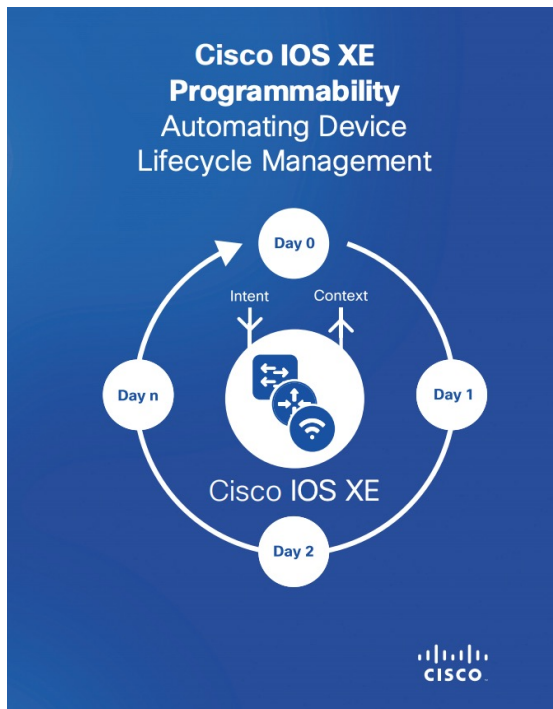 Cisco IOS XE
Programmability
Automating Device
Lifecycle Management
Day 0
Intent
Context
Day n
Day 1
Cisco IOS XE
Day 2
CISCO